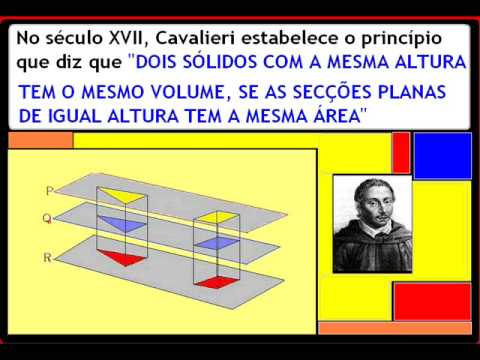 No século XVII, Cavalieri estabelece o princípio
que diz que "DOIS SÓLIDOS COM A MESMA ALTURA
TEM O MESMO VOLUME, SE AS SECÇÕES PLANAS
DE IGUAL ALTURA TEM A MESMA ÁREA"
P
Q
R